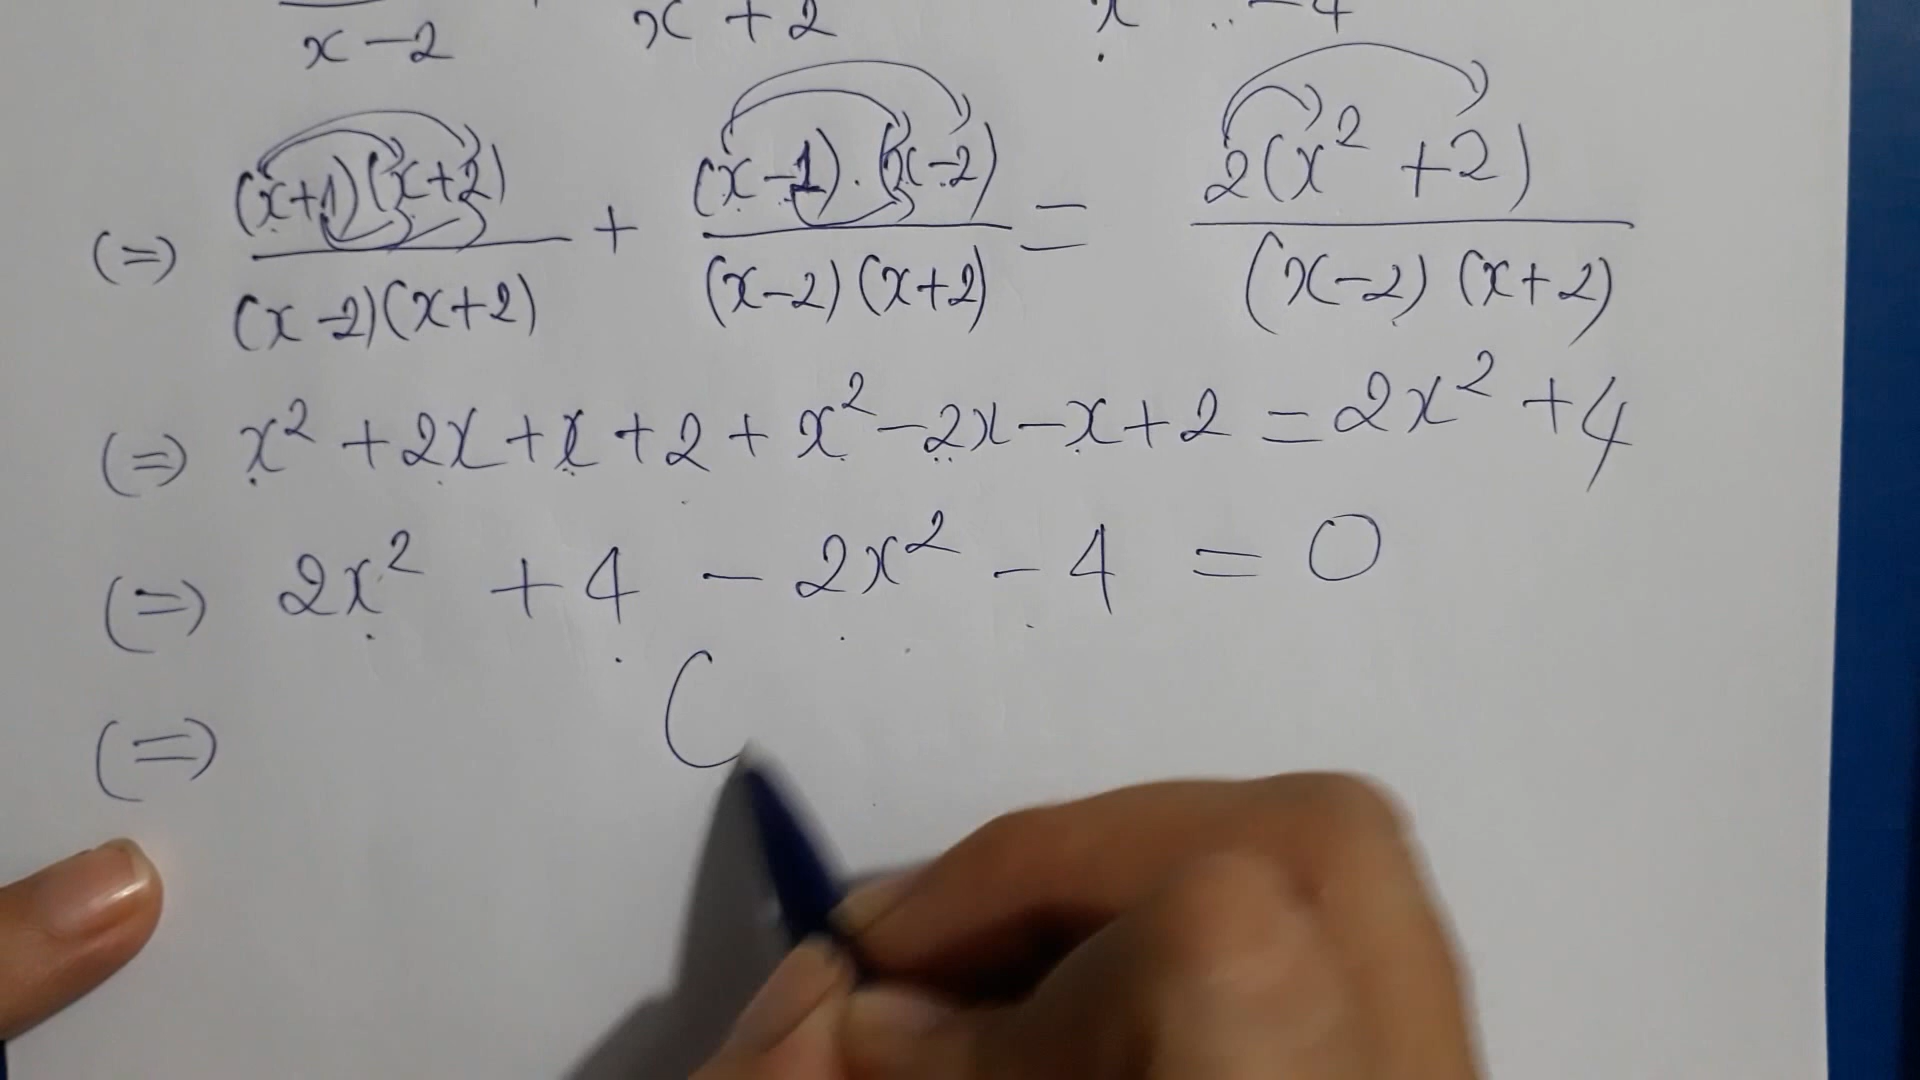 x-2 x+2 -4
(=) (x+1)(x+2)/(x-2)(x+2) + (x-1).(x-2)/(x-2)(x+2) = 2(x²+2)/(x-2)(x+2)
(=) x²+2x+x+2+x²-2x-x+2=2x²+4
(=) 2x²+4-2x²-4=0
(=)